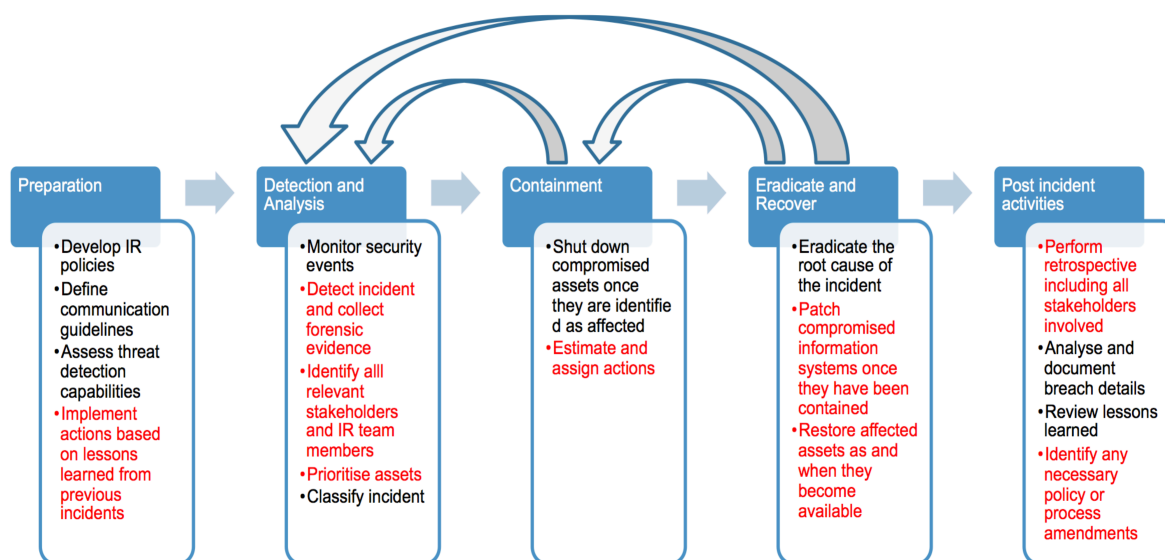 Preparation
•Develop IR
policies
•Define
communication
guidelines
•Assess threat
detection
capabilities
•Implement
actions based
on lessons
learned from
previous
incidents
Detection and
Analysis
•Monitor security
events
•Detect incident
and collect
forensic
evidence
•Identify alll
relevant
stakeholders
and IR team
members
•Prioritise assets
•Classify incident
Containment
•Shut down
compromised
assets once
they are identifie
d as affected
•Estimate and
assign actions
Eradicate and
Recover
•Eradicate the
root cause of
the incident
•Patch
compromised
information
systems once
they have been
contained
•Restore affected
assets as and
when they
become
available
Post incident
activities
•Perform
retrospective
including all
stakeholders
involved
•Analyse and
document
breach details
•Review lessons
learned
•Identify any
necessary
policy or
process
amendments